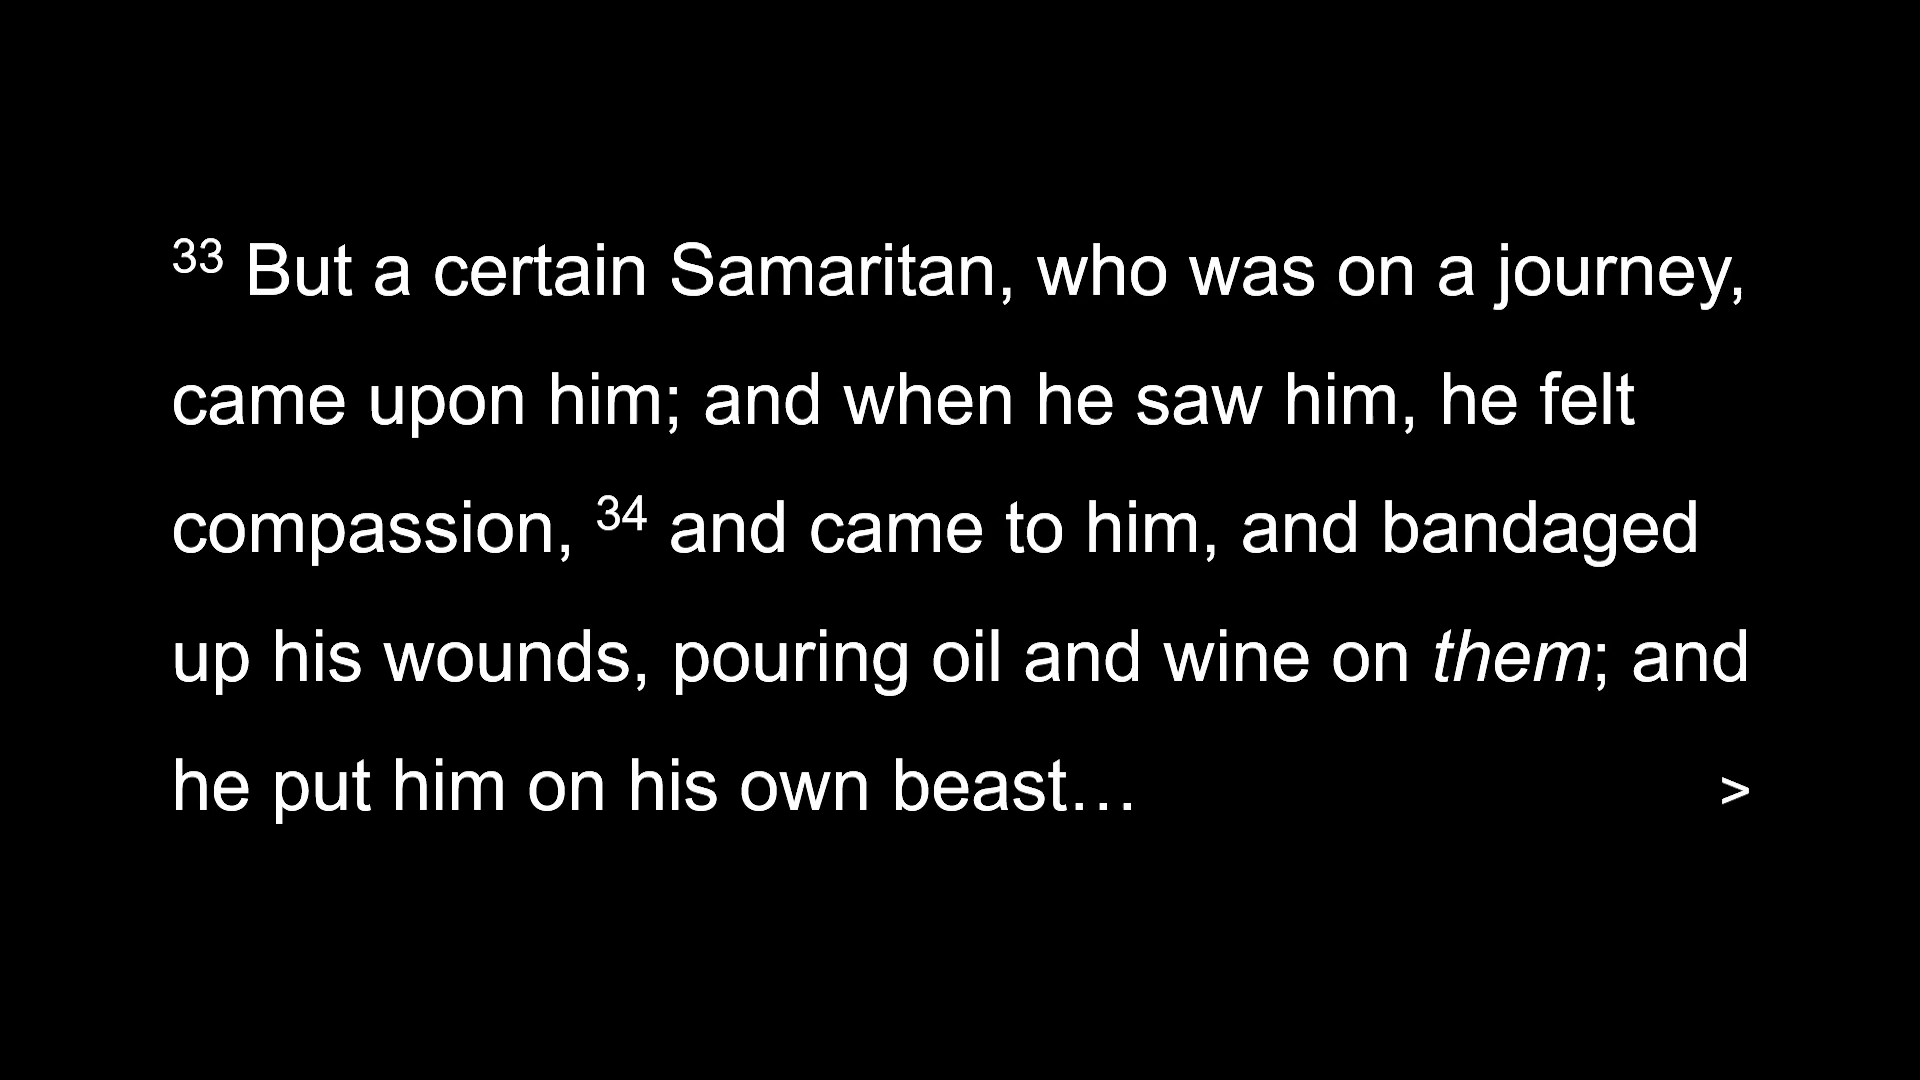 33 But a certain Samaritan, who was on a journey,
came upon him; and when he saw him, he felt
compassion, 34 and came to him, and bandaged
up his wounds, pouring oil and wine on them; and
he put him on his own beast… >